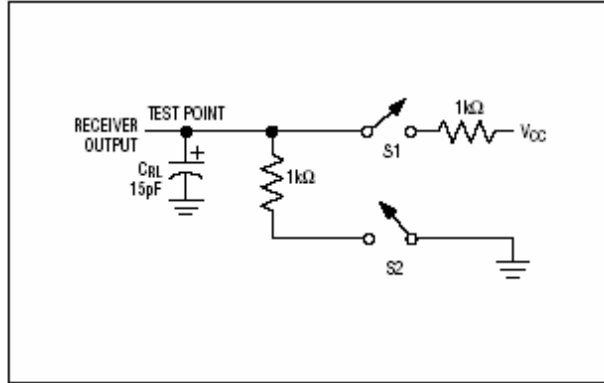 TEST POINT
RECEIVER
OUTPUT
CRL
15pF
1kΩ
S1
1kΩ
VCC
S2